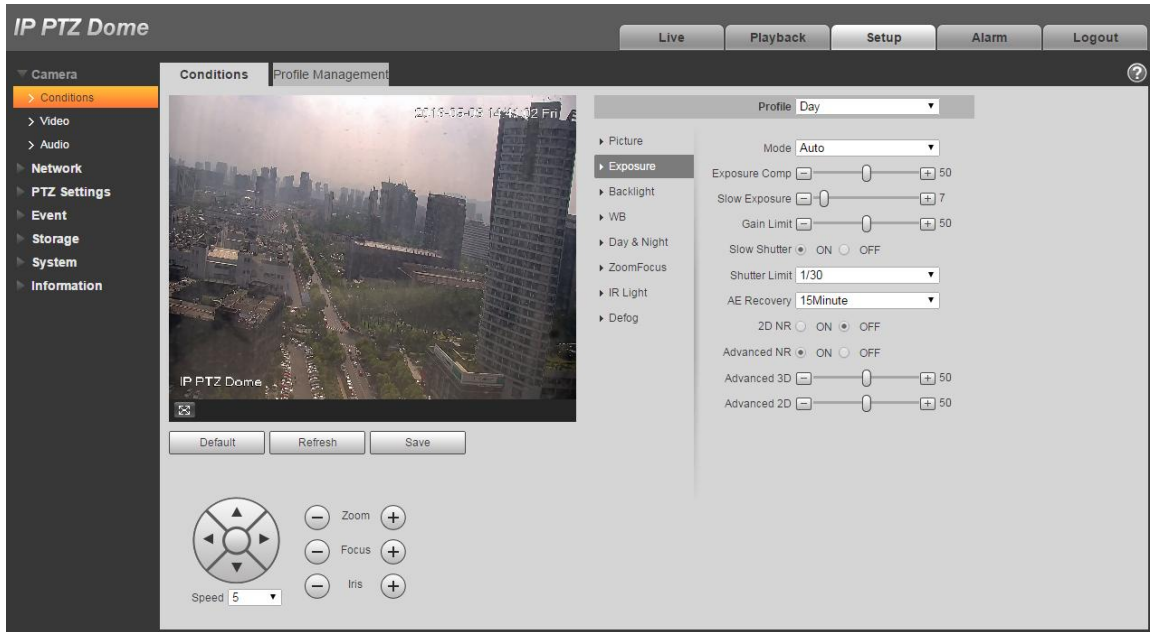 IP PTZ Dome
Live
Playback
Setup
Alarm
Logout
Camera
Conditions
Video
Audio
Network
PTZ Settings
Event
Storage
System
Information
Conditions
Profile Management
?
IP PTZ Dome
Default
Refresh
Save
Zoom
Focus
Iris
Speed 5
Profile Day
Picture
Exposure
Backlight
WB
Day & Night
ZoomFocus
IR Light
Defog
Mode Auto
Exposure Comp 50
Slow Exposure 7
Gain Limit 50
Slow Shutter ON OFF
Shutter Limit 1/30
AE Recovery 15Minute
2D NR ON OFF
Advanced NR ON OFF
Advanced 3D 50
Advanced 2D 50